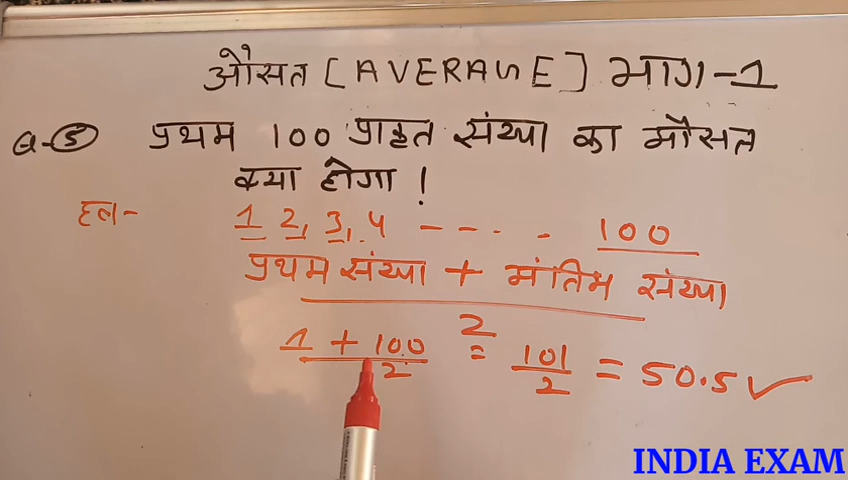 औसत [AVERAGE] भाग-1
Q-5 प्रथम 100 प्राकृत संख्या का औसत
क्या होगा !
हल- 1 2, 3, 4 - - - . . 100
प्रथम संख्या + अंतिम संख्या
2
1 + 100 = 101 = 50.5 ✓
2 2
INDIA EXAM